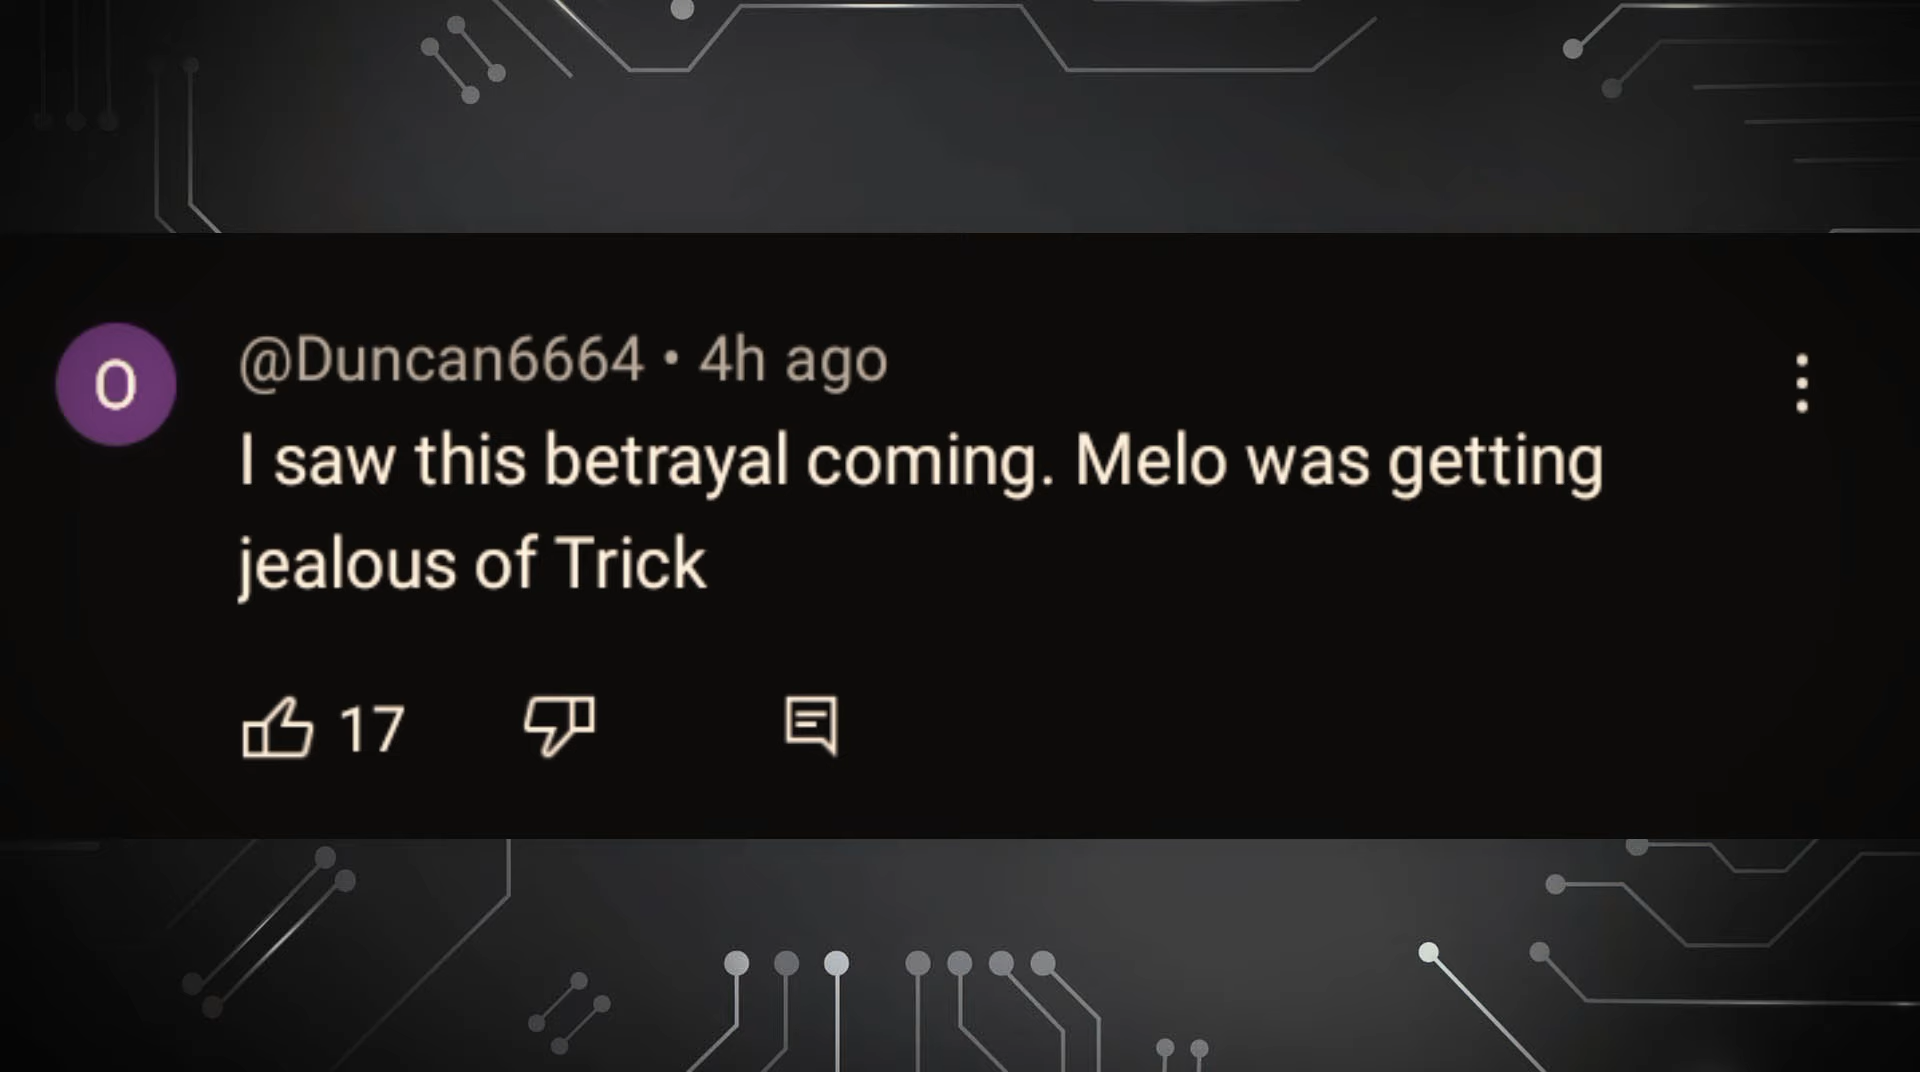 O
@Duncan6664 • 4h ago
I saw this betrayal coming. Melo was getting
jealous of Trick
17